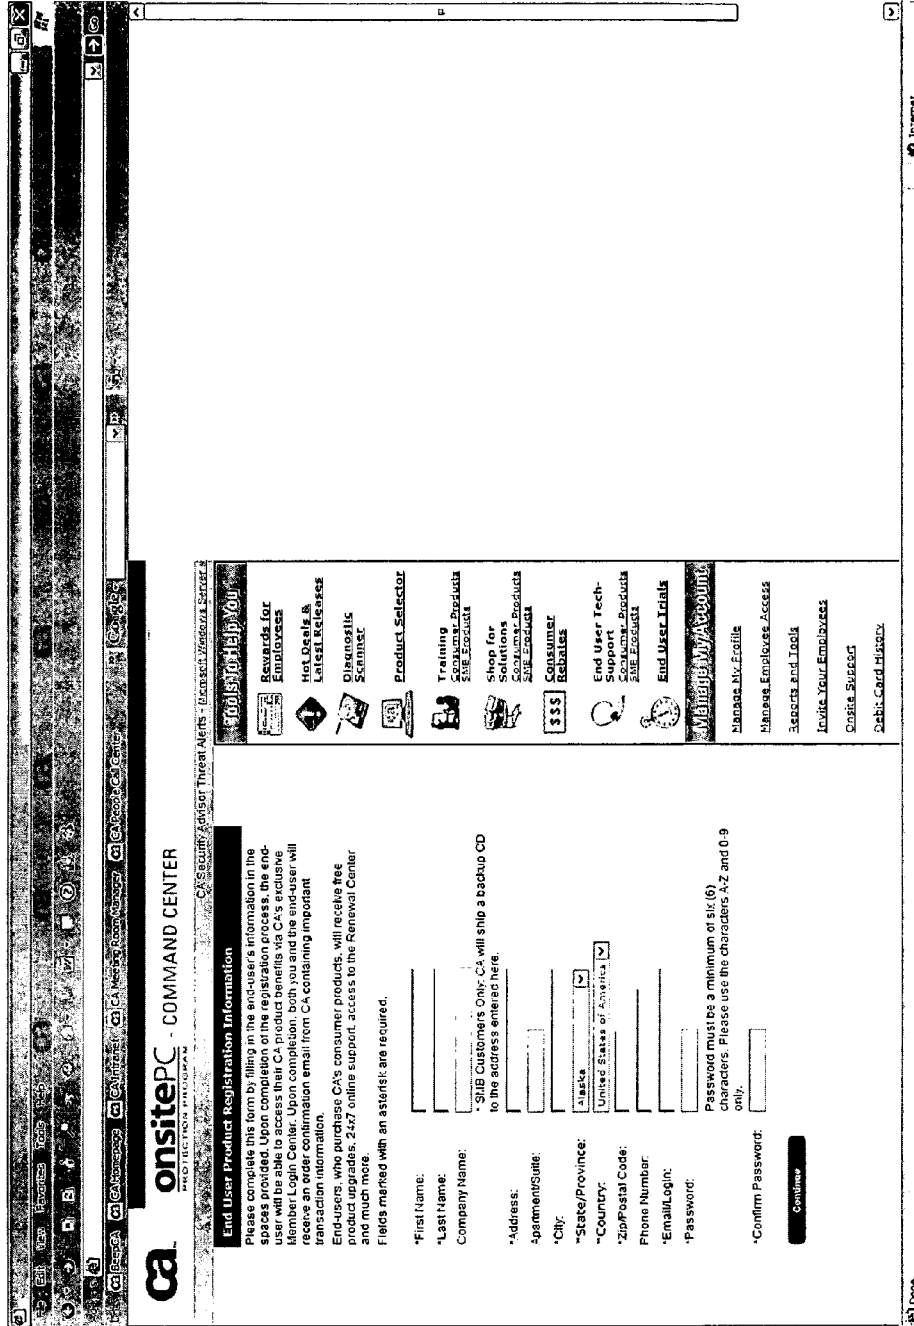 File Edit View Favorites Tools Help
BeepCA CA Homepage CA Intranet CA Meeting Room Manager CA People Call Center Google
ca onsitePC - COMMAND CENTER
PROTECTION PROGRAM
CA Security Advisor Threat Alerts - Microsoft Windows Server
End User Product Registration Information
Please complete this form by filling in the end-user's information in the
spaces provided. Upon completion of the registration process, the end-
user will be able to access their CA product benefits via CA's exclusive
Member Login Center. Upon completion, both you and the end-user will
receive an order confirmation email from CA containing important
transaction information.
End-users, who purchase CA's consumer products, will receive free
product upgrades, 24x7 online support, access to the Renewal Center
and much more.
Fields marked with an asterisk are required.
*First Name:
*Last Name:
Company Name:
* SMB Customers Only. CA will ship a backup CD
to the address entered here.
*Address:
Apartment/Suite:
*City:
**State/Province: Alaska
**Country: United States of America
*Zip/Postal Code:
Phone Number:
*Email/Login:
*Password:
Password must be a minimum of six (6)
characters. Please use the characters A-Z and 0-9
only.
*Confirm Password:
Continue
Tools To Help You
Rewards for
Employees
Hot Deals &
Latest Releases
Diagnostic
Scanner
Product Selector
Training
Consumer Products
SME Products
Shop for
Solutions
Consumer Products
SME Products
$$$
Consumer
Rebates
End User Tech-
Support
Consumer Products
SME Products
End User Trials
Manage My Account
Manage My Profile
Manage Employee Access
Reports and Tools
Invite Your Employees
Onsite Support
Debit Card History
Done
Internet